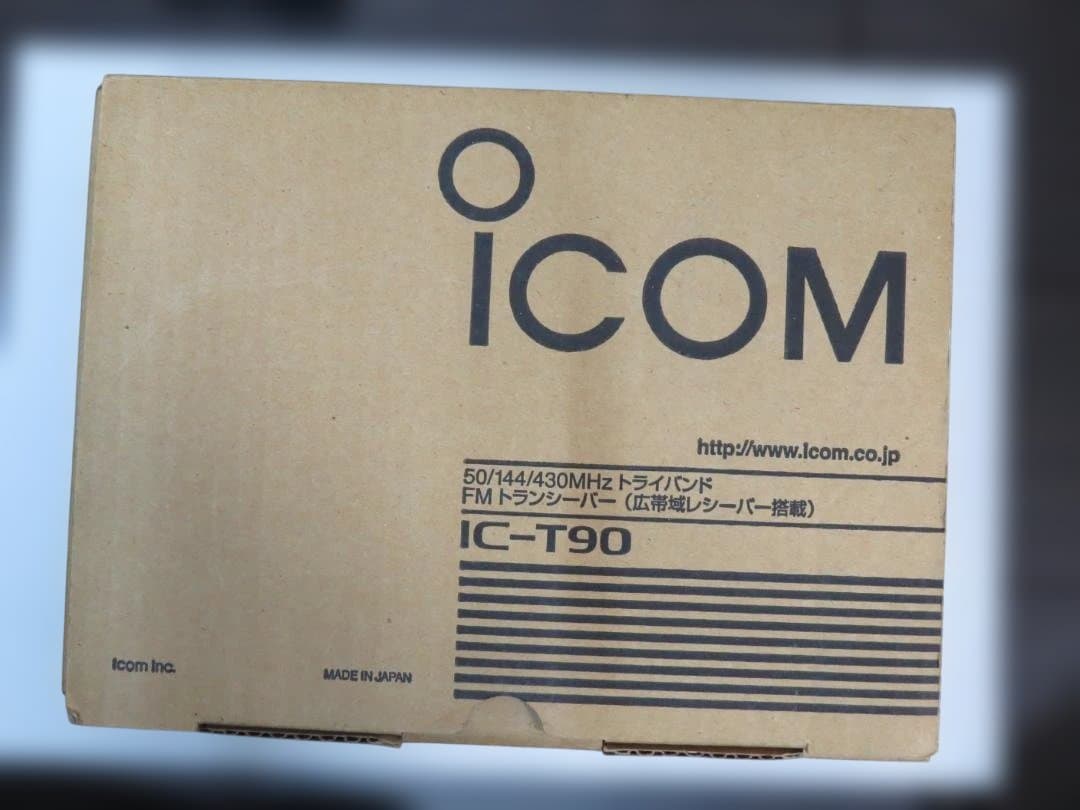 ICOM
http://www.icom.co.jp
50/144/430MHz トライバンド
FM トランシーバー（広帯域レシーバー搭載）
IC-T90
Icom Inc.
MADE IN JAPAN